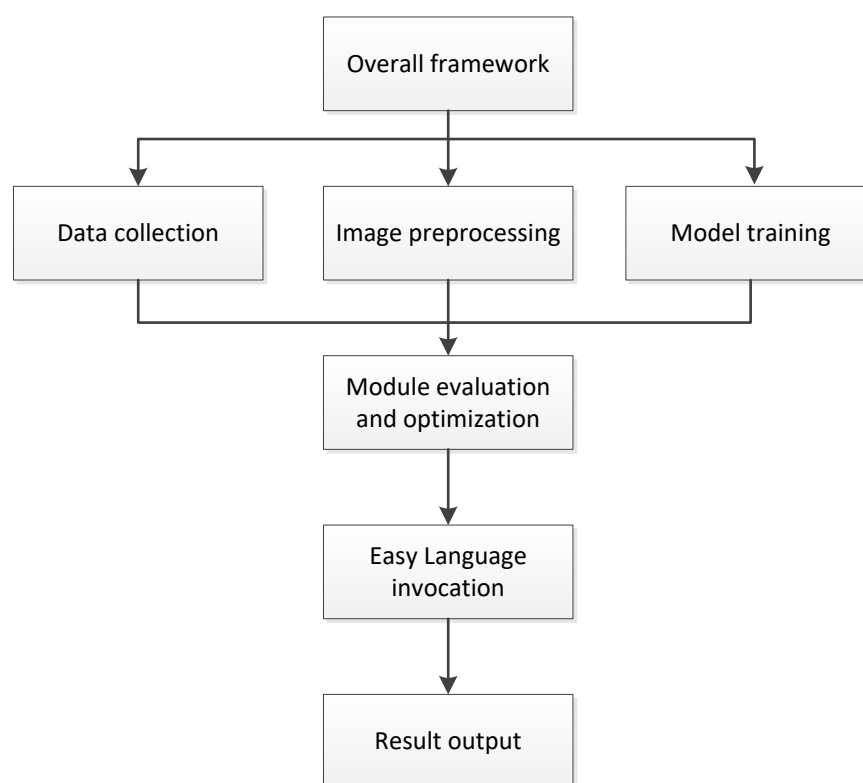 Overall framework
Data collection
Image preprocessing
Model training
Module evaluation
and optimization
Easy Language
invocation
Result output